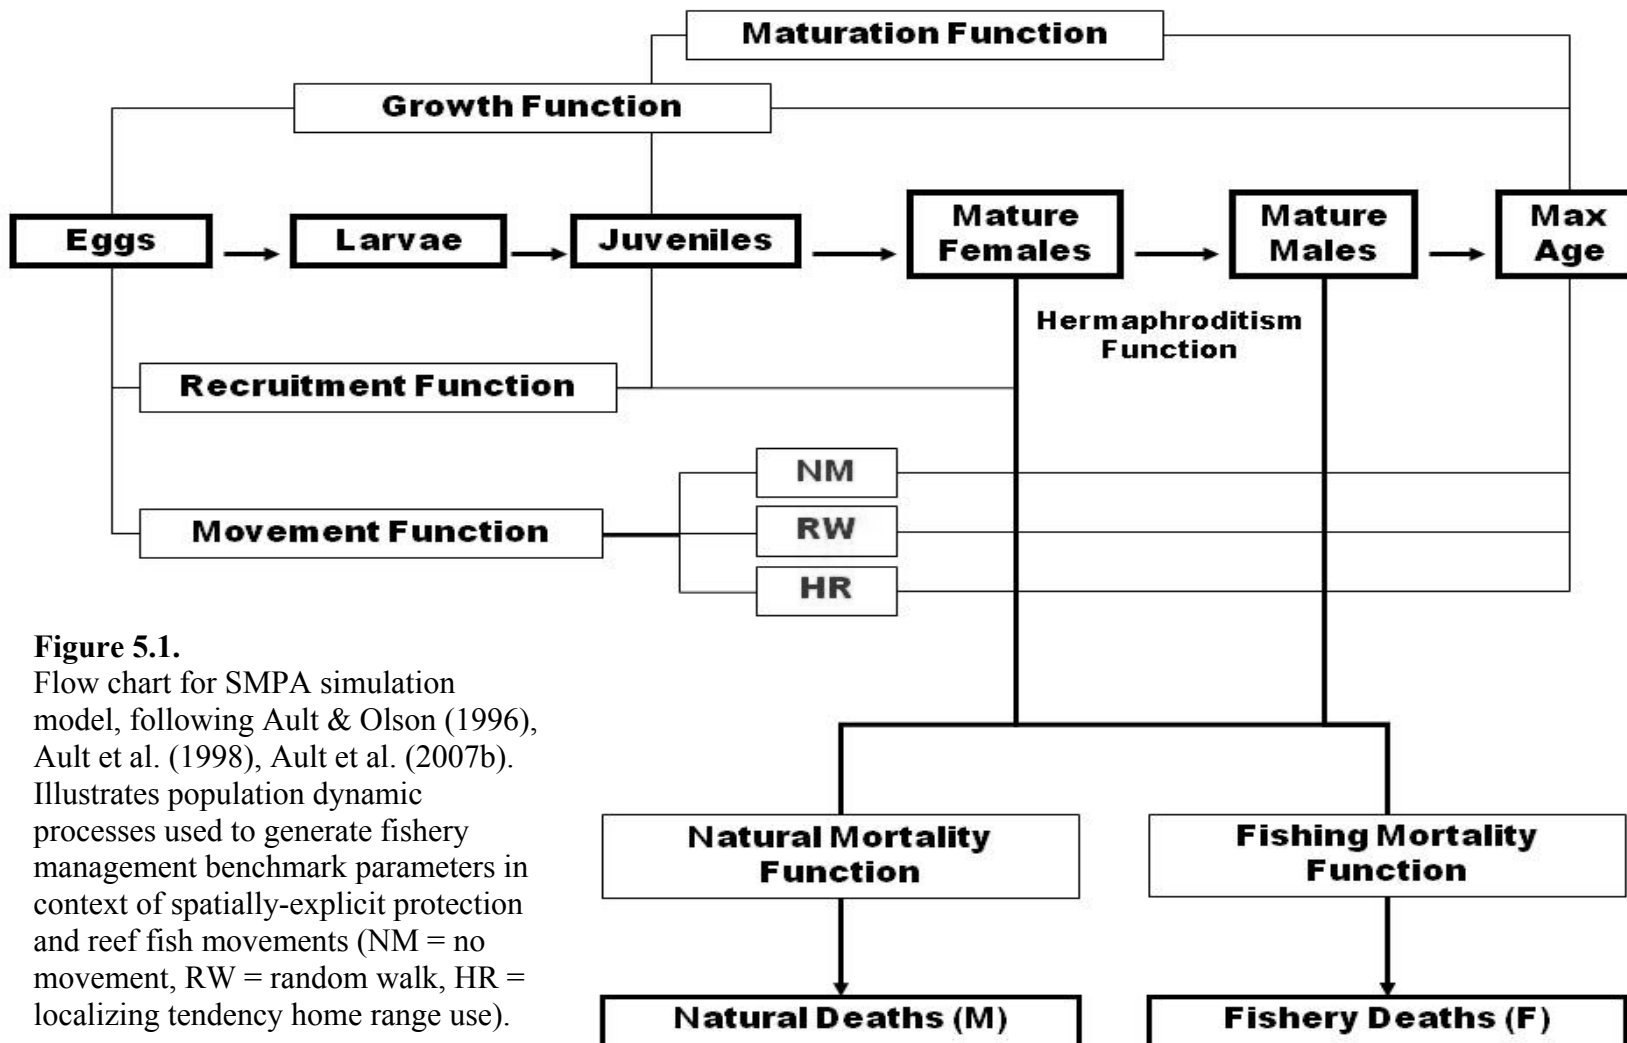 Maturation Function
Growth Function
Eggs
Larvae
Juveniles
Mature
Females
Mature
Males
Max
Age
Hermaphroditism
Function
Recruitment Function
NM
Movement Function
RW
HR
Figure 5.1.
Flow chart for SMPA simulation
model, following Ault & Olson (1996),
Ault et al. (1998), Ault et al. (2007b).
Illustrates population dynamic
processes used to generate fishery
management benchmark parameters in
context of spatially-explicit protection
and reef fish movements (NM = no
movement, RW = random walk, HR =
localizing tendency home range use).
Natural Mortality
Function
Fishing Mortality
Function
Natural Deaths (M)
Fishery Deaths (F)